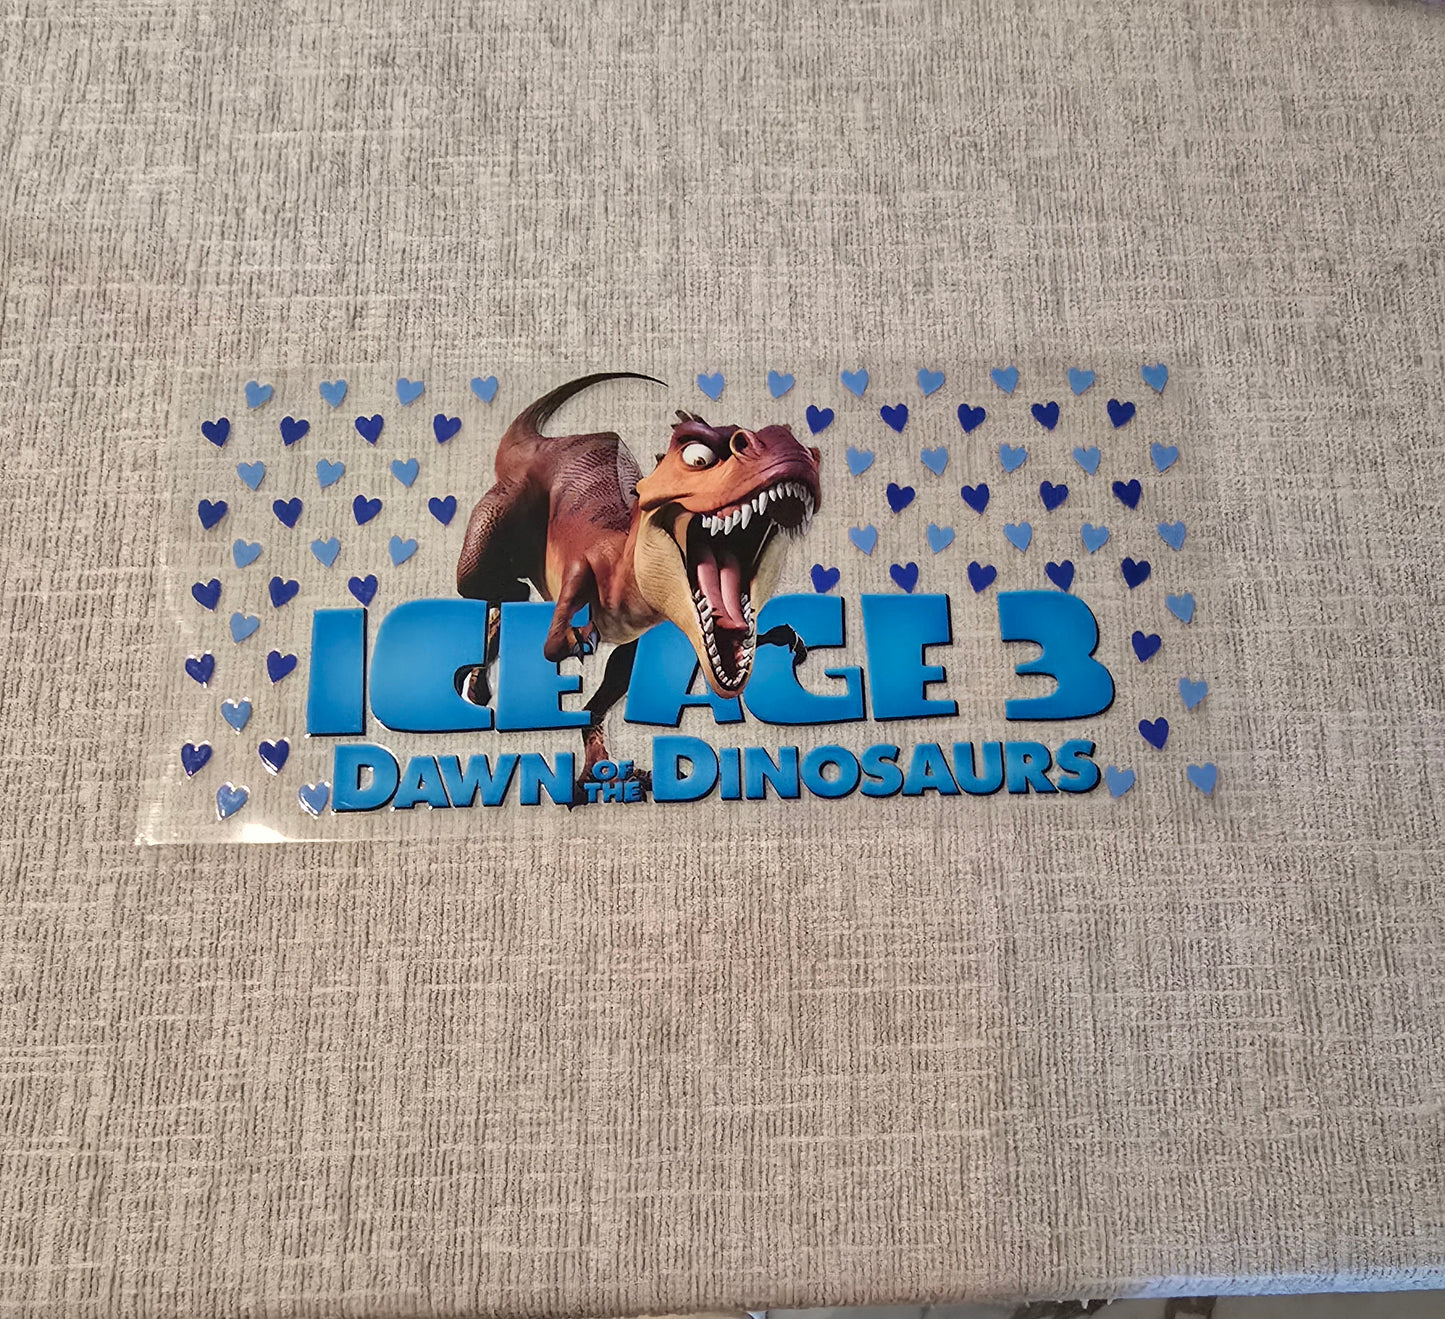 ICE AGE 3
DAWN OF THE DINOSAURS